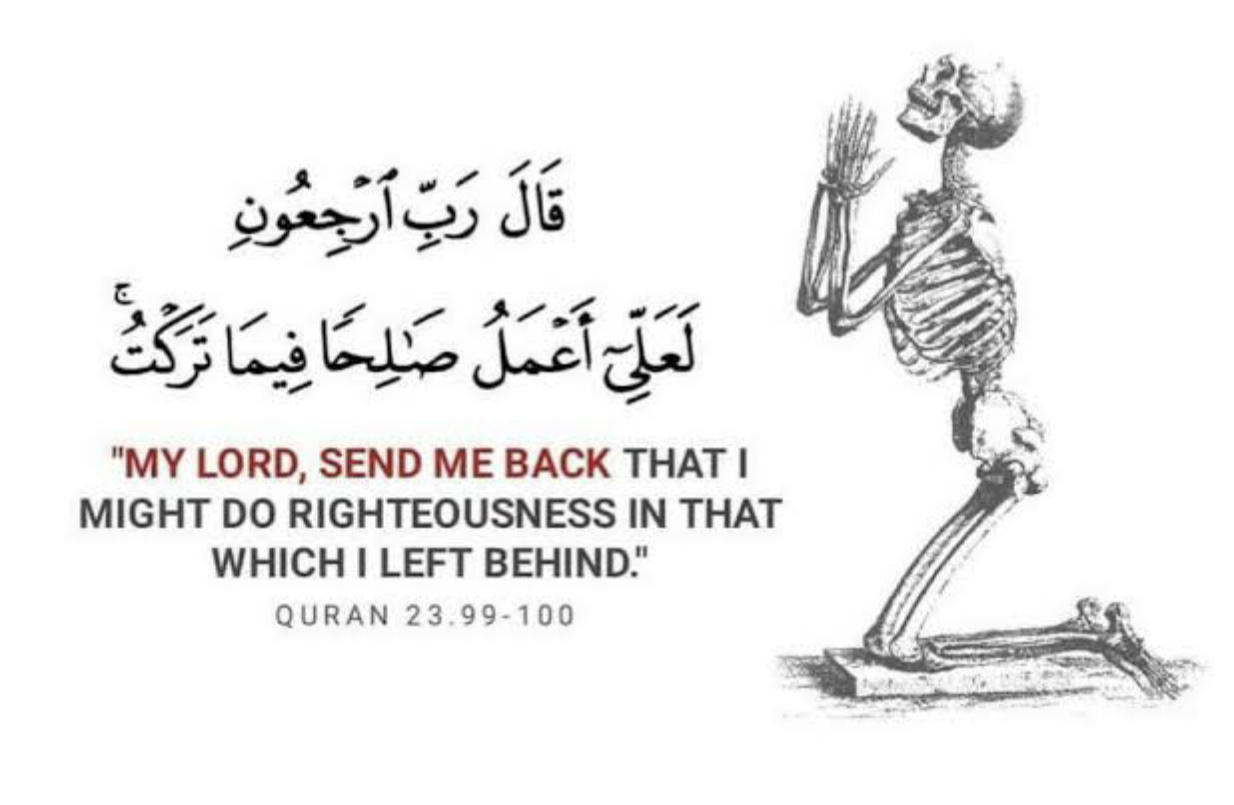 قَالَ رَبِّ ٱرۡجِعُونِ
لَعَلِّيٓ أَعۡمَلُ صَٰلِحٗا فِيمَا تَرَكۡتُۚ
"MY LORD, SEND ME BACK THAT I
MIGHT DO RIGHTEOUSNESS IN THAT
WHICH I LEFT BEHIND."
QURAN 23.99-100